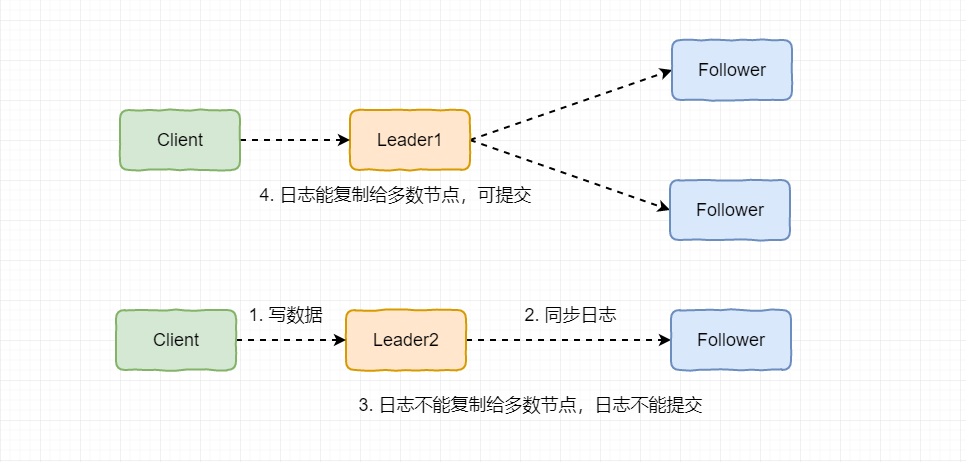 Follower
Client
Leader1
4. 日志能复制给多数节点，可提交
Follower
1. 写数据
2. 同步日志
Client
Leader2
Follower
3. 日志不能复制给多数节点，日志不能提交